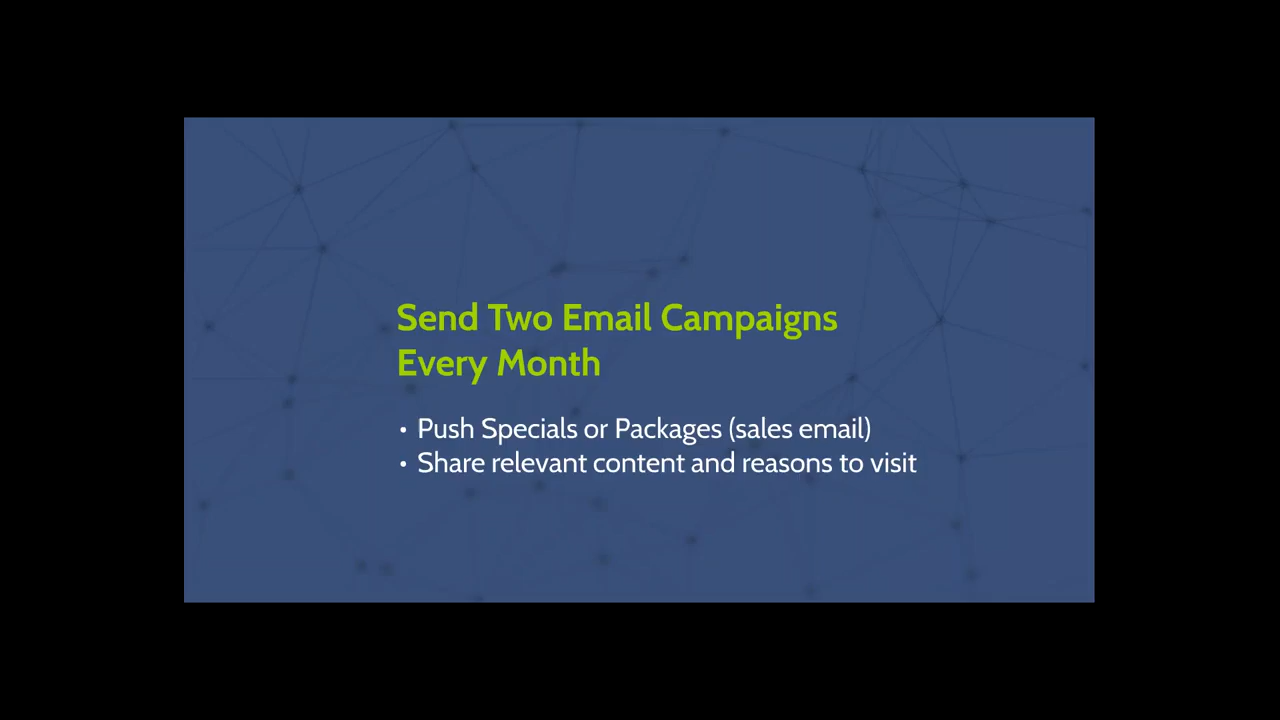 Send Two Email Campaigns
Every Month
• Push Specials or Packages (sales email)
• Share relevant content and reasons to visit